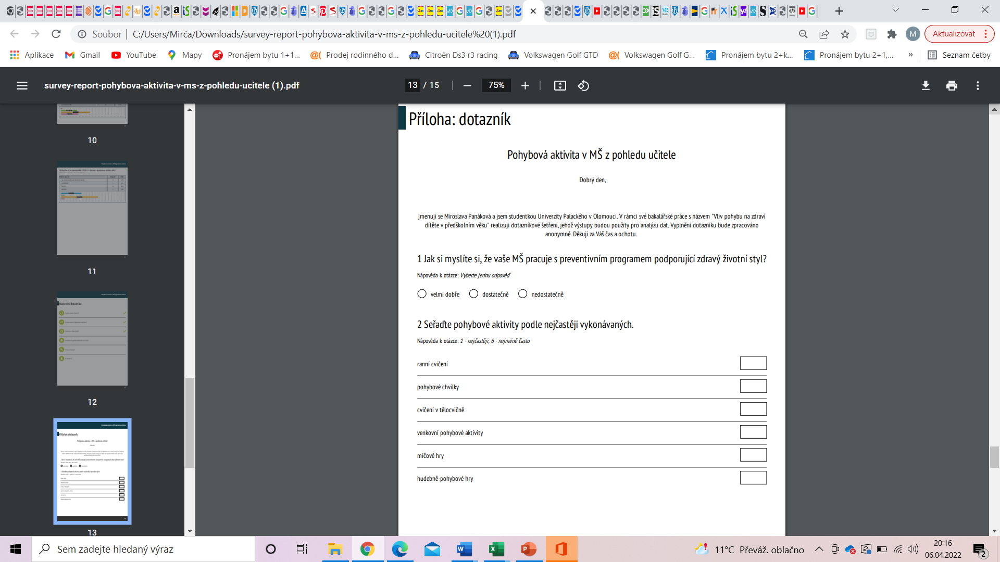 Soubor
C:/Users/Mirča/Downloads/survey-report-pohybova-aktivita-v-ms-z-pohledu-ucitele%20(1).pdf
M
Aktualizovat
Aplikace
Gmail
YouTube
Mapy
Pronájem bytu 1+1...
Prodej rodinného d...
Citroën Ds3 r3 racing
Volkswagen Golf GTD
Volkswagen Golf G...
Pronájem bytu 2+k...
Pronájem bytu 2+1,...
»
Seznam četby
survey-report-pohybova-aktivita-v-ms-z-pohledu-ucitele (1).pdf
13 / 15
75%
10
11
12
13
Příloha: dotazník
Pohybová aktivita v MŠ z pohledu učitele
Dobrý den,
jmenuji se Miroslava Panáková a jsem studentkou Univerzity Palackého v Olomouci. V rámci své bakalářské práce s názvem "Vliv pohybu na zdraví
dítěte v předškolním věku" realizuji dotazníkové šetření, jehož výstupy budou použity pro analýzu dat. Vyplnění dotazníku bude zpracováno
anonymně. Děkuji za Váš čas a ochotu.
1 Jak si myslíte si, že vaše MŠ pracuje s preventivním programem podporující zdravý životní styl?
Nápověda k otázce: Vyberte jednu odpověď
velmi dobře
dostatečně
nedostatečně
2 Seřaďte pohybové aktivity podle nejčastěji vykonávaných.
Nápověda k otázce: 1 - nejčastěji, 6 - nejméně často
ranní cvičení
pohybové chvilky
cvičení v tělocvičně
venkovní pohybové aktivity
míčové hry
hudebně-pohybové hry
Sem zadejte hledaný výraz
11°C Převáž. oblačno
20:16
06.04.2022
2